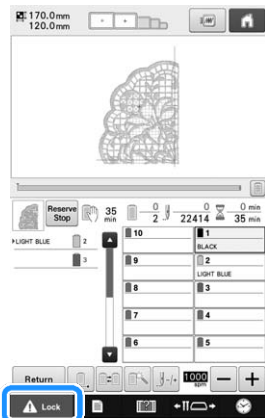 170.0mm
120.0mm
Reserve Stop
35 min
0
2
0
22414
0 min
35 min
LIGHT BLUE 2
3
10
1
BLACK
9
2
LIGHT BLUE
8
3
7
4
6
5
Return
1000
spm
Lock